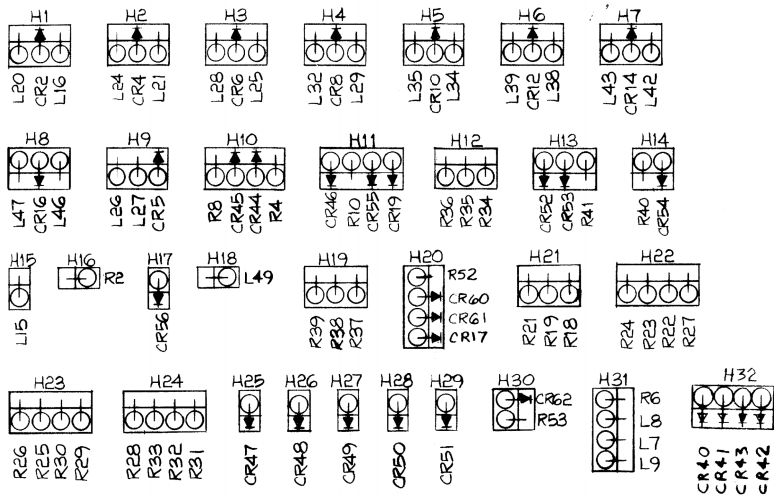 H1 H2 H3 H4 H5 H6 H7
L20 CR2 L16 L24 CR4 L21 L28 CR6 L25 L32 CR8 L29 L35 CR10 L34 L39 CR12 L38 L43 CR14 L42
H8 H9 H10 H11 H12 H13 H14
L47 CR16 L46 L26 L27 CR5 R8 CR45 CR44 R4 CR46 R10 CR55 CR19 R36 R35 R34 CR52 CR53 R41 R40 CR54
H15 H16 H17 H18 H19 H20 H21 H22
L15
R2
CR56
L49
R39 R38 R37
R52
CR60
CR61
CR17
R21 R19 R18
R24 R23 R22 R27
H23 H24 H25 H26 H27 H28 H29 H30 H31 H32
R26 R25 R30 R29
R28 R33 R32 R31
CR47 CR48 CR49 CR50 CR51
CR62
R53
R6
L8
L7
L9
CR40 CR41 CR43 CR42